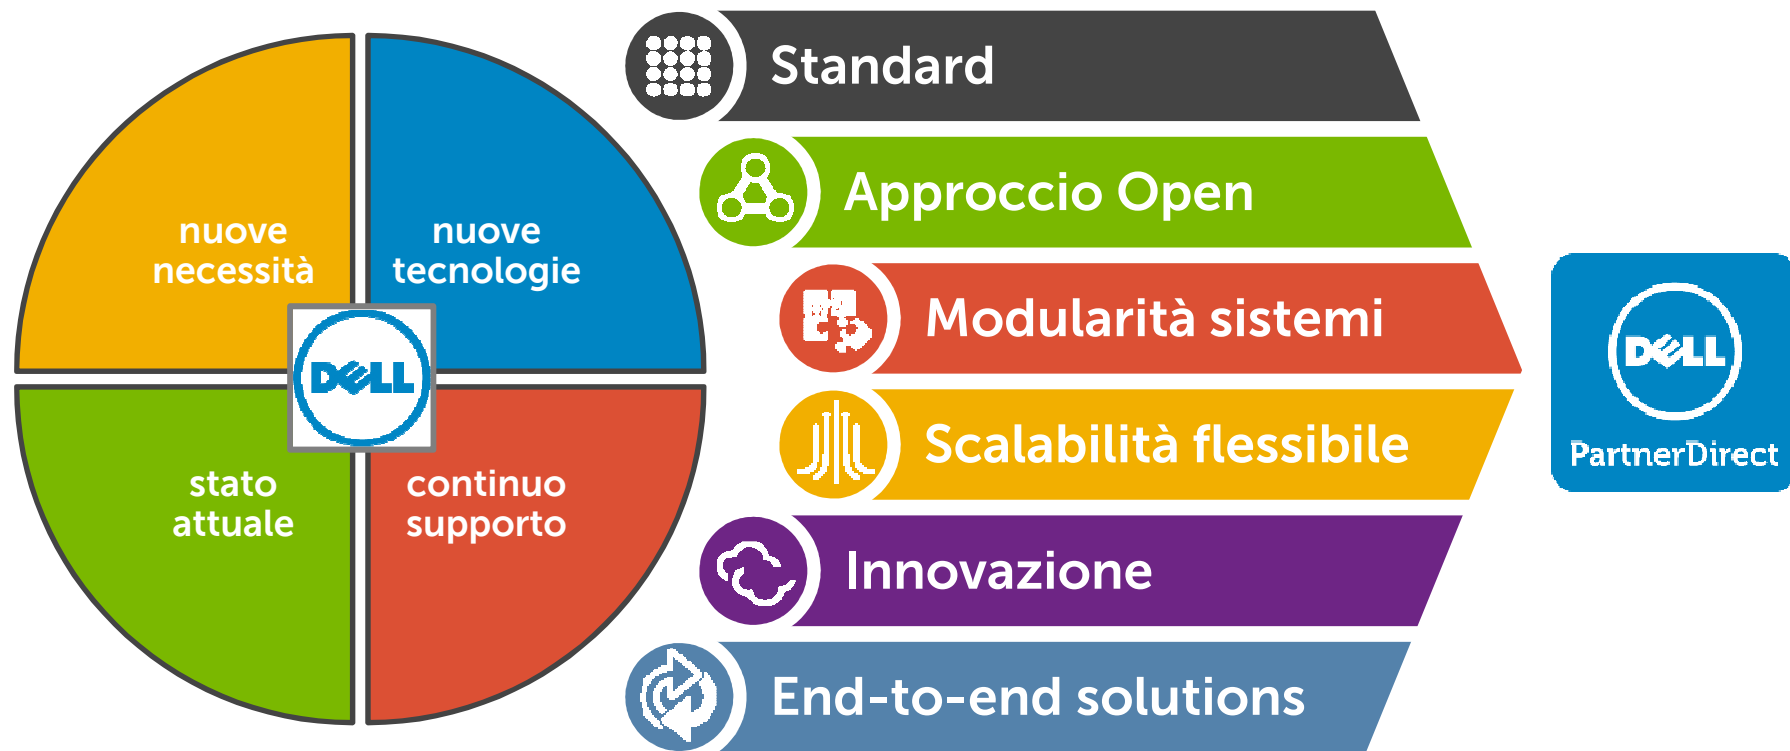 nuove
necessità
nuove
tecnologie
DELL
stato
attuale
continuo
supporto
Standard
Approccio Open
Modularità sistemi
Scalabilità flessibile
Innovazione
End-to-end solutions
DELL
PartnerDirect